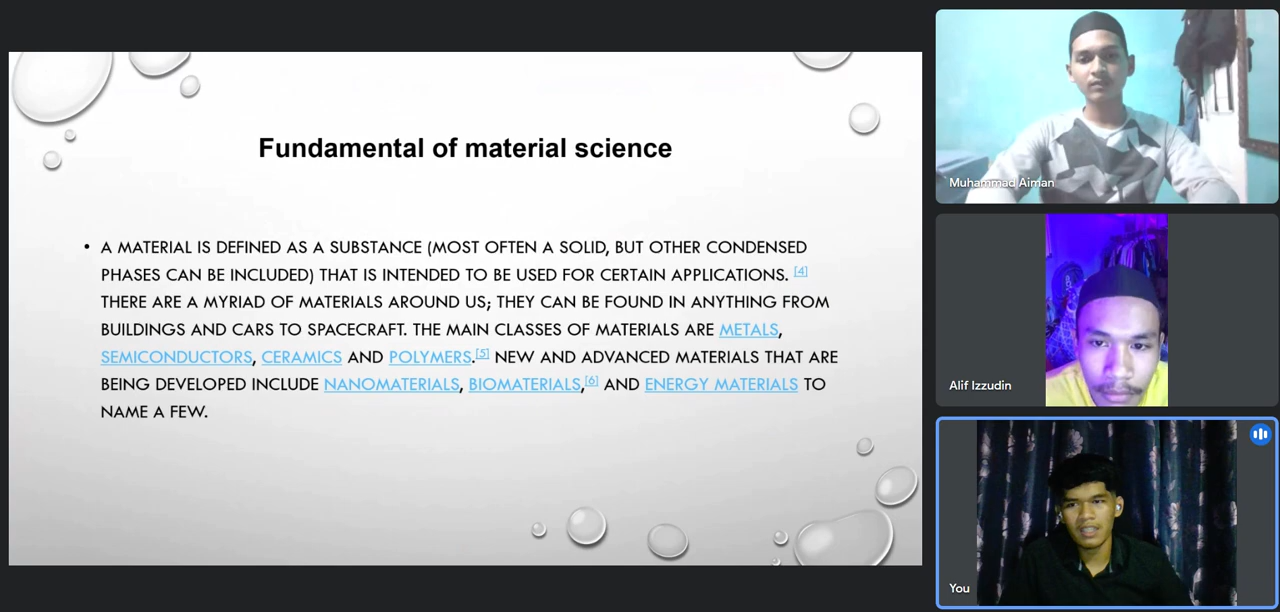 Fundamental of material science
• A MATERIAL IS DEFINED AS A SUBSTANCE (MOST OFTEN A SOLID, BUT OTHER CONDENSED
PHASES CAN BE INCLUDED) THAT IS INTENDED TO BE USED FOR CERTAIN APPLICATIONS. [4]
THERE ARE A MYRIAD OF MATERIALS AROUND US; THEY CAN BE FOUND IN ANYTHING FROM
BUILDINGS AND CARS TO SPACECRAFT. THE MAIN CLASSES OF MATERIALS ARE METALS,
SEMICONDUCTORS, CERAMICS AND POLYMERS.[5] NEW AND ADVANCED MATERIALS THAT ARE
BEING DEVELOPED INCLUDE NANOMATERIALS, BIOMATERIALS,[6] AND ENERGY MATERIALS TO
NAME A FEW.
Muhammad Aiman
Alif Izzudin
You